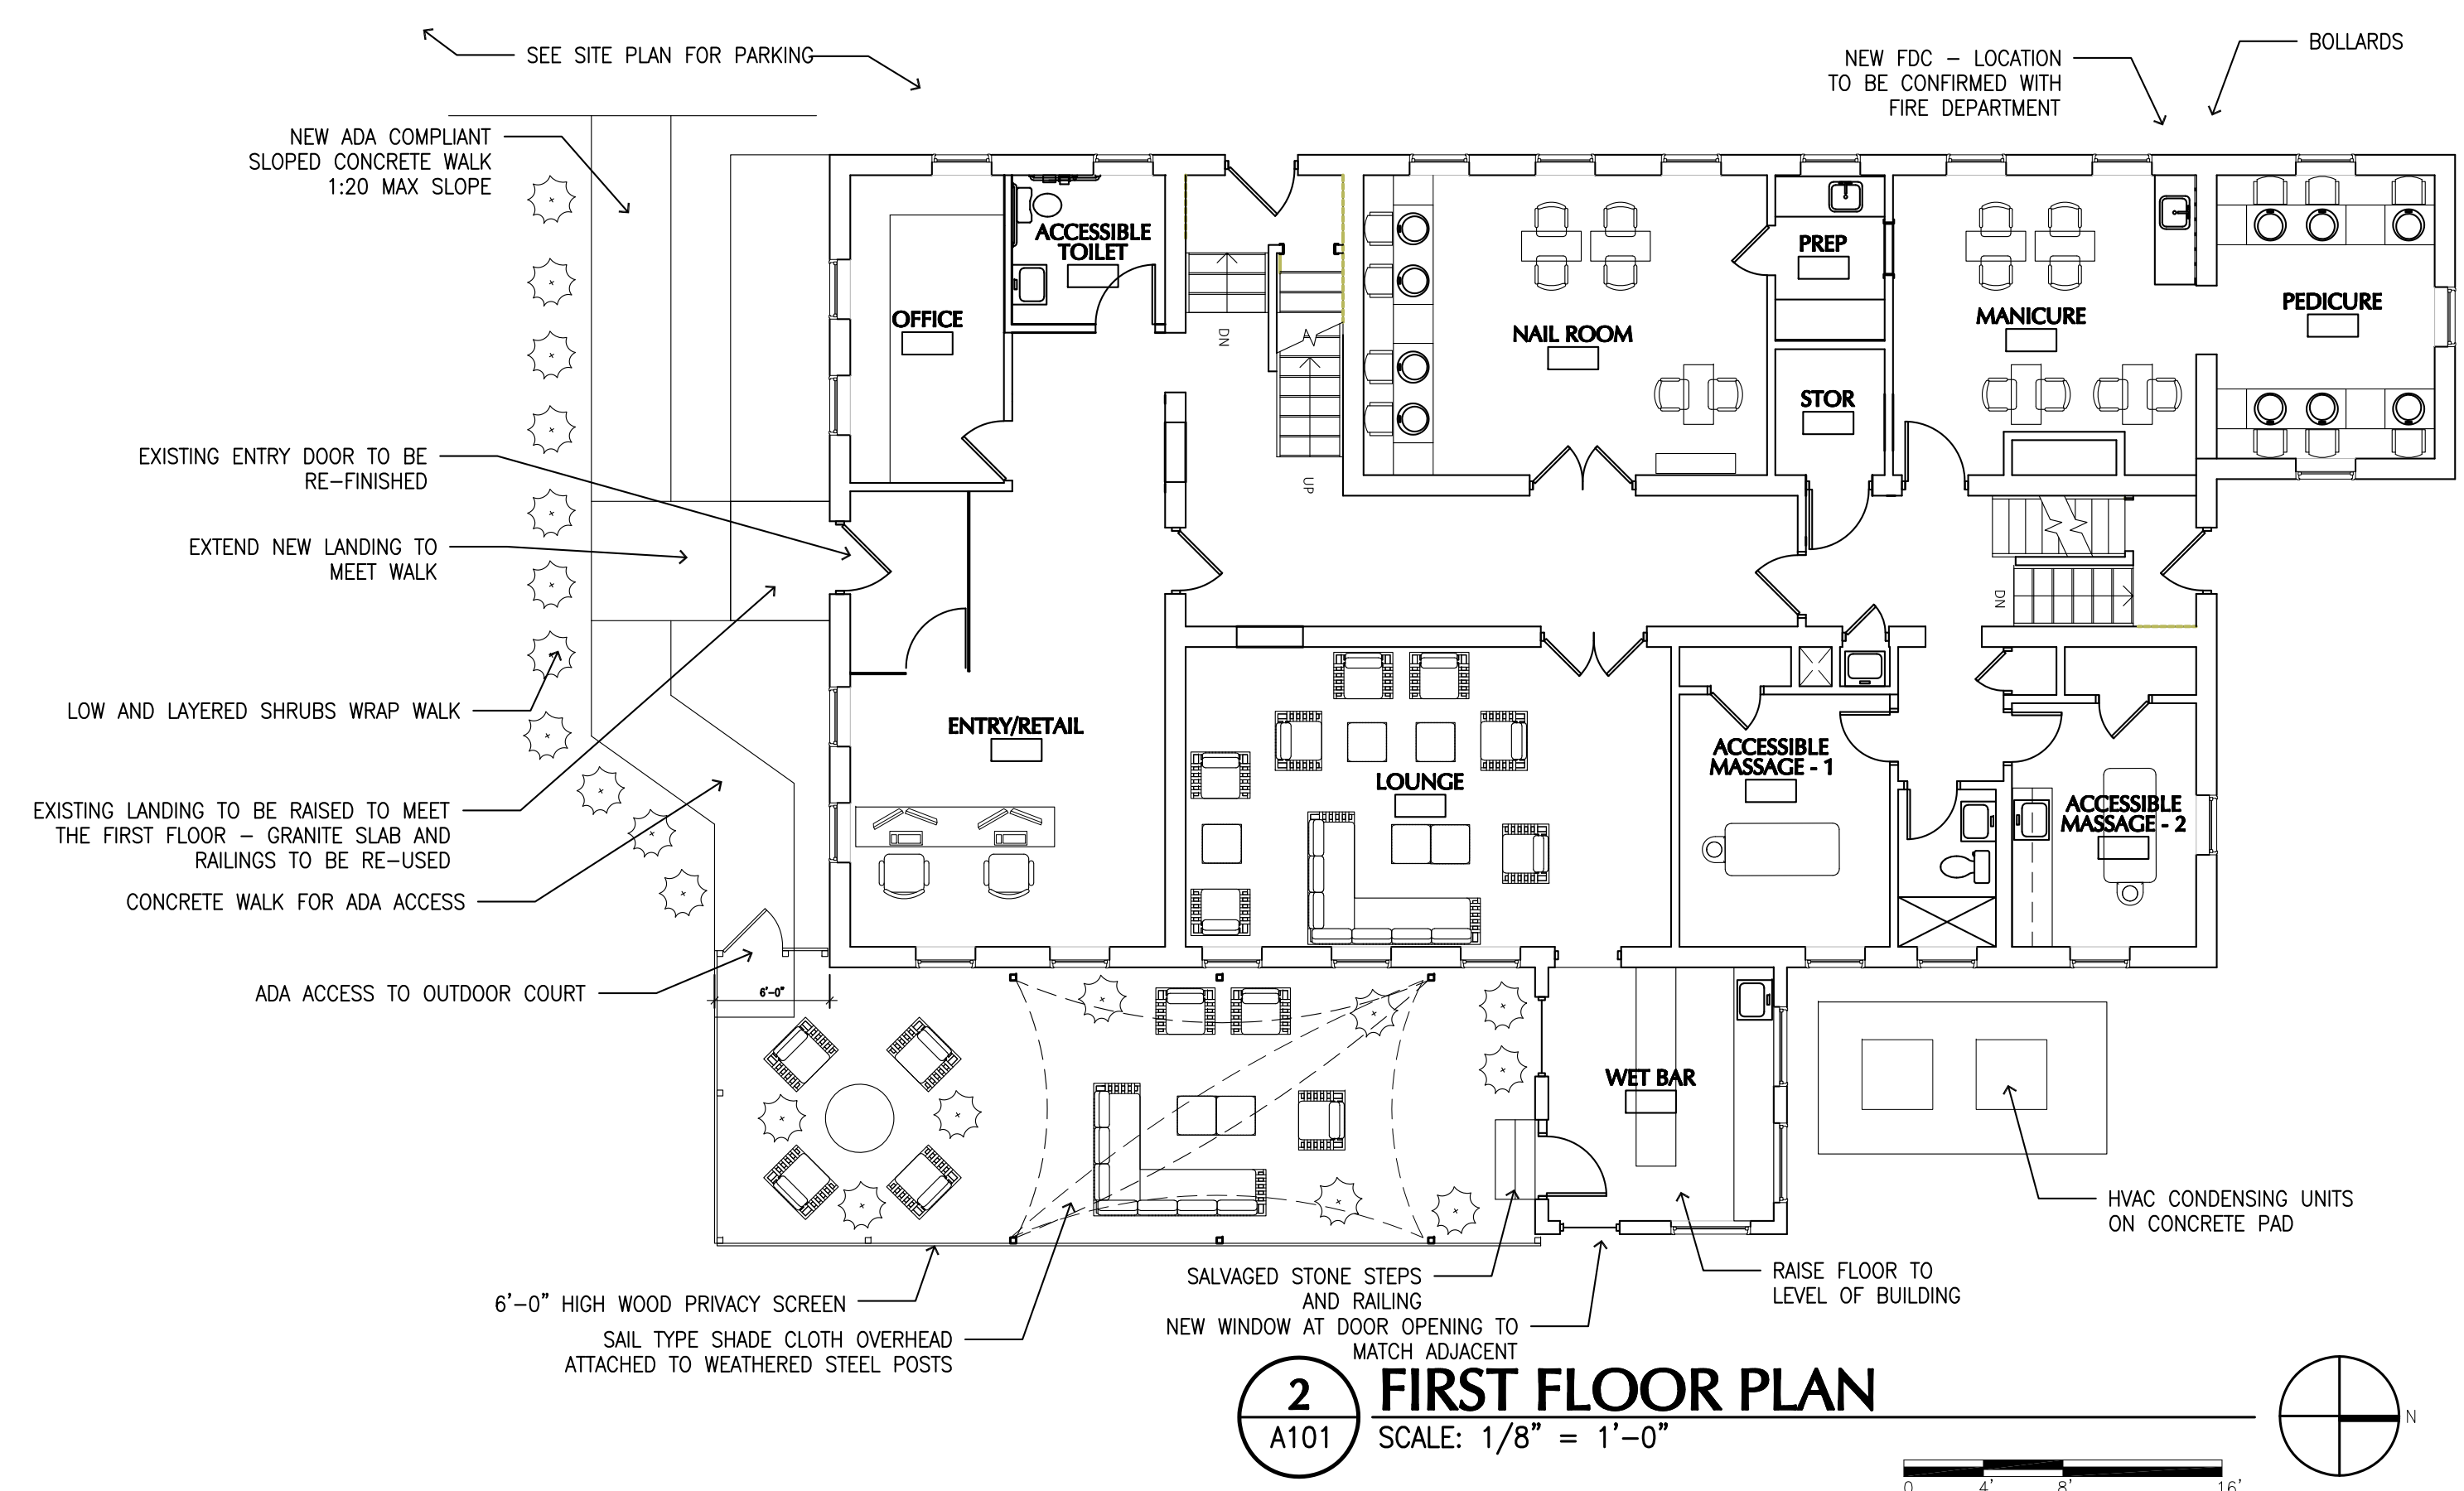 SEE SITE PLAN FOR PARKING
BOLLARDS
NEW FDC – LOCATION
TO BE CONFIRMED WITH
FIRE DEPARTMENT
NEW ADA COMPLIANT
SLOPED CONCRETE WALK
1:20 MAX SLOPE
ACCESSIBLE
TOILET
OFFICE
DN
UP
NAIL ROOM
PREP
STOR
MANICURE
PEDICURE
EXISTING ENTRY DOOR TO BE
RE–FINISHED
EXTEND NEW LANDING TO
MEET WALK
DN
LOW AND LAYERED SHRUBS WRAP WALK
ENTRY/RETAIL
LOUNGE
ACCESSIBLE
MASSAGE - 1
ACCESSIBLE
MASSAGE - 2
EXISTING LANDING TO BE RAISED TO MEET
THE FIRST FLOOR – GRANITE SLAB AND
RAILINGS TO BE RE–USED
CONCRETE WALK FOR ADA ACCESS
ADA ACCESS TO OUTDOOR COURT
6'-0"
WET BAR
HVAC CONDENSING UNITS
ON CONCRETE PAD
RAISE FLOOR TO
LEVEL OF BUILDING
SALVAGED STONE STEPS
AND RAILING
NEW WINDOW AT DOOR OPENING TO
MATCH ADJACENT
6'–0" HIGH WOOD PRIVACY SCREEN
SAIL TYPE SHADE CLOTH OVERHEAD
ATTACHED TO WEATHERED STEEL POSTS
2
A101
FIRST FLOOR PLAN
SCALE: 1/8" = 1'–0"
N
0 4' 8' 16'